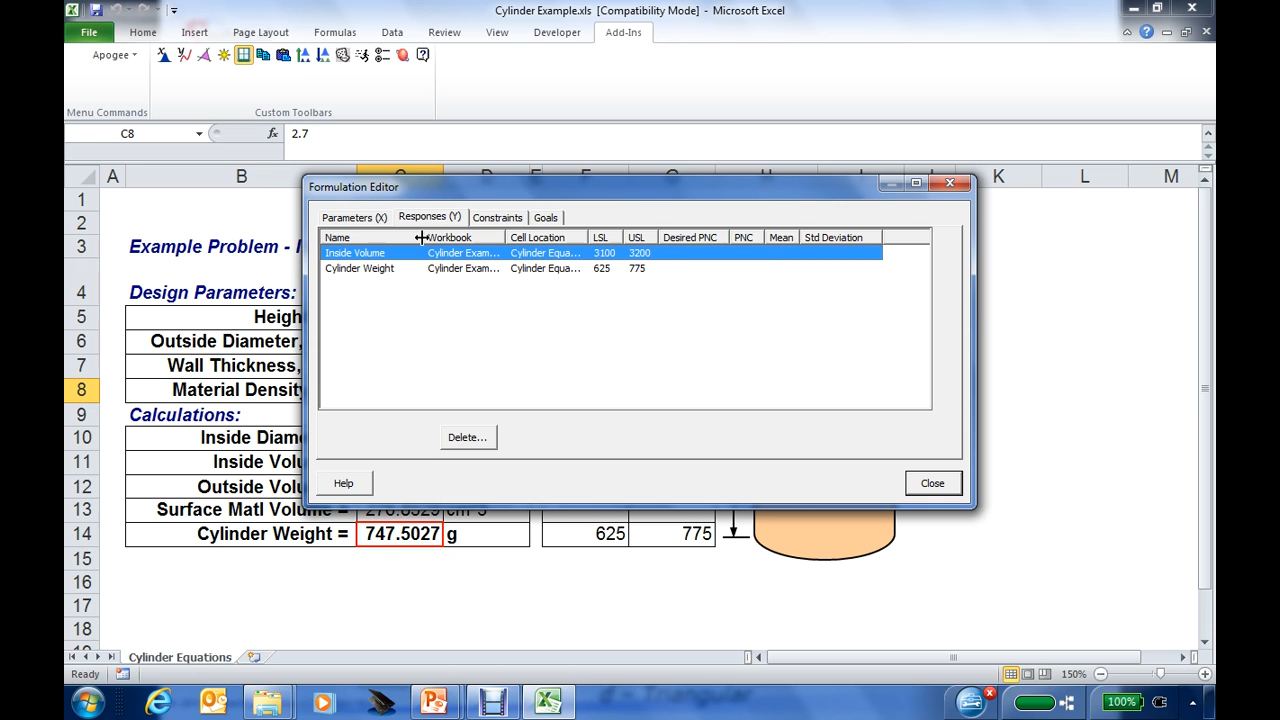 Cylinder Example.xls [Compatibility Mode] - Microsoft Excel
File Home Insert Page Layout Formulas Data Review View Developer Add-Ins
Apogee
Menu Commands Custom Toolbars
C8 fx 2.7
A B K L M
Formulation Editor
Parameters (X) Responses (Y) Constraints Goals
Name Workbook Cell Location LSL USL Desired PNC PNC Mean Std Deviation
Inside Volume Cylinder Exam... Cylinder Equa... 3100 3200
Cylinder Weight Cylinder Exam... Cylinder Equa... 625 775
Delete...
Help Close
1
2
3 Example Problem -
4 Design Parameters:
5
6 Outside Diameter,
7 Wall Thickness,
8 Material Density
9 Calculations:
10 Inside
11 Inside
12 Outside
13 Surface Matl Volume =
14 Cylinder Weight = 747.5027 g 625 775
15
16
17
18
Cylinder Equations
Ready 150%
100%